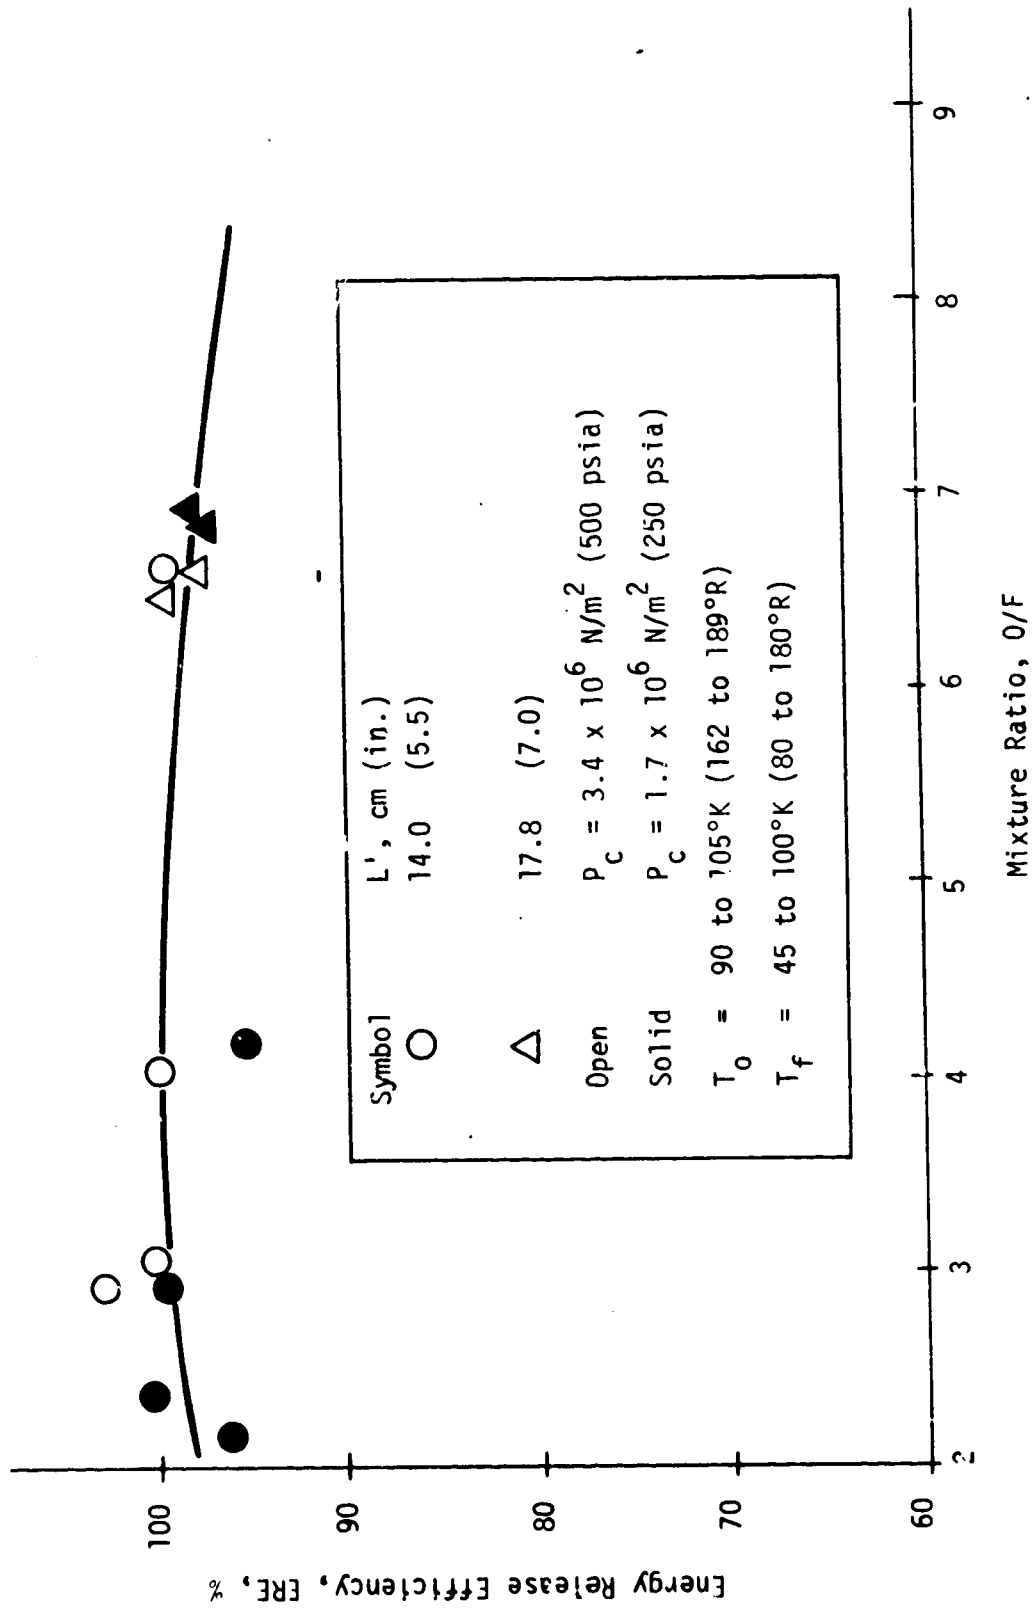 Energy Release Efficiency, ERE, %
100
90
80
70
60
Symbol L', cm (in.)
○ 14.0 (5.5)
△ 17.8 (7.0)
Open P_c = 3.4 x 10^6 N/m^2 (500 psia)
Solid P_c = 1.7 x 10^6 N/m^2 (250 psia)
T_o = 90 to 105°K (162 to 189°R)
T_f = 45 to 100°K (80 to 180°R)
2 3 4 5 6 7 8 9
Mixture Ratio, O/F